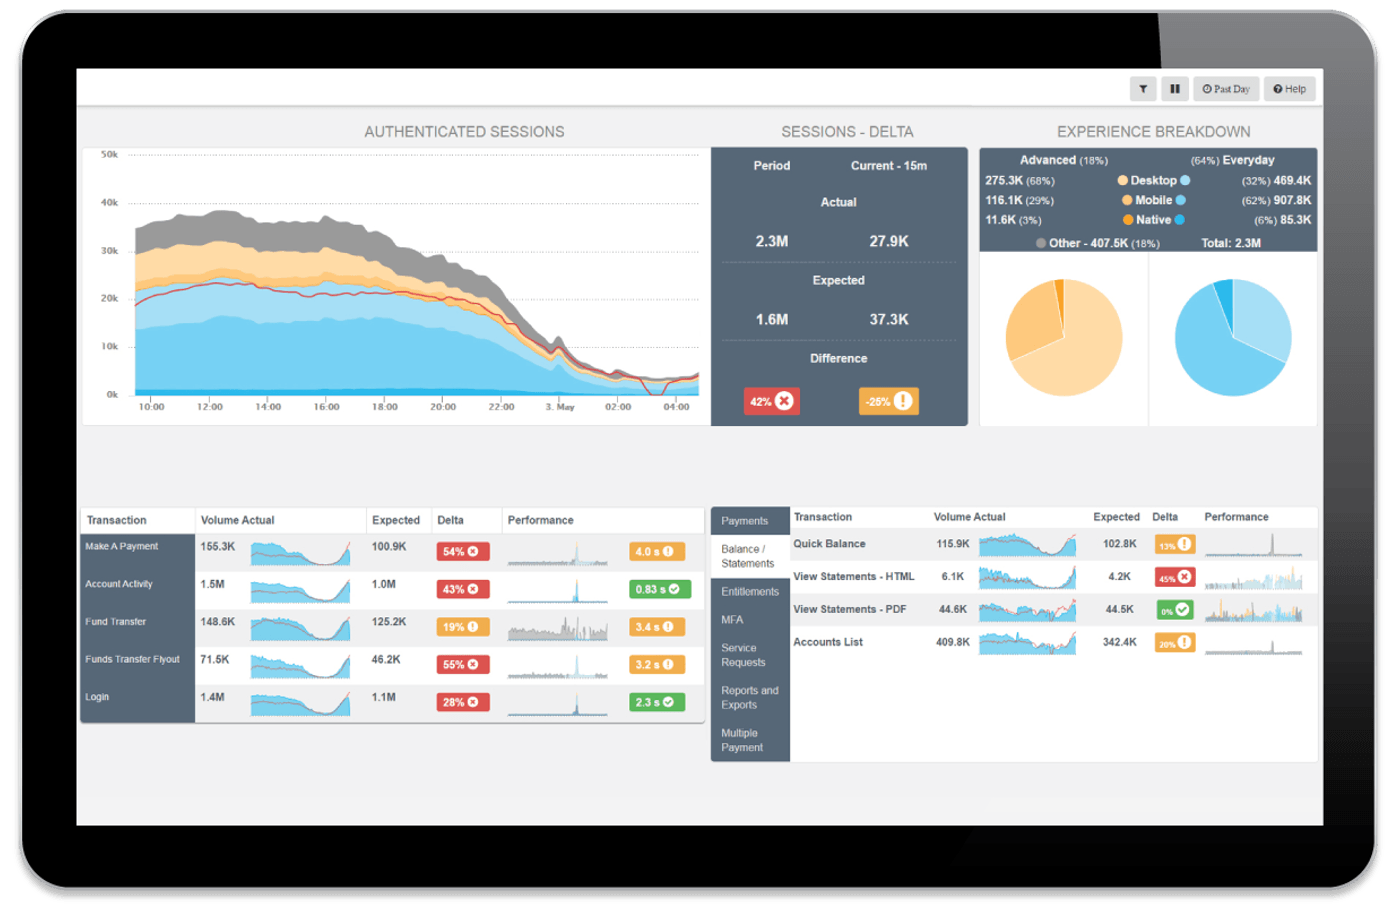 Past Day
Help
AUTHENTICATED SESSIONS
SESSIONS - DELTA
EXPERIENCE BREAKDOWN
50k
40k
30k
20k
10k
0k
10:00 12:00 14:00 16:00 18:00 20:00 22:00 3. May 02:00 04:00
Period Current - 15m
Actual
2.3M 27.9K
Expected
1.6M 37.3K
Difference
42% -25%
Advanced (18%) (64%) Everyday
275.3K (68%) Desktop (32%) 469.4K
116.1K (29%) Mobile (62%) 907.8K
11.6K (3%) Native (6%) 85.3K
Other - 407.5K (18%) Total: 2.3M
Transaction Volume Actual Expected Delta Performance
Make A Payment 155.3K 100.9K 54% 4.0 s
Account Activity 1.5M 1.0M 43% 0.83 s
Fund Transfer 148.6K 125.2K 19% 3.4 s
Funds Transfer Flyout 71.5K 46.2K 55% 3.2 s
Login 1.4M 1.1M 28% 2.3 s
Payments
Balance /
Statements
Entitlements
MFA
Service
Requests
Reports and
Exports
Multiple
Payment
Transaction Volume Actual Expected Delta Performance
Quick Balance 115.9K 102.8K 13%
View Statements - HTML 6.1K 4.2K 45%
View Statements - PDF 44.6K 44.5K 0%
Accounts List 409.8K 342.4K 20%